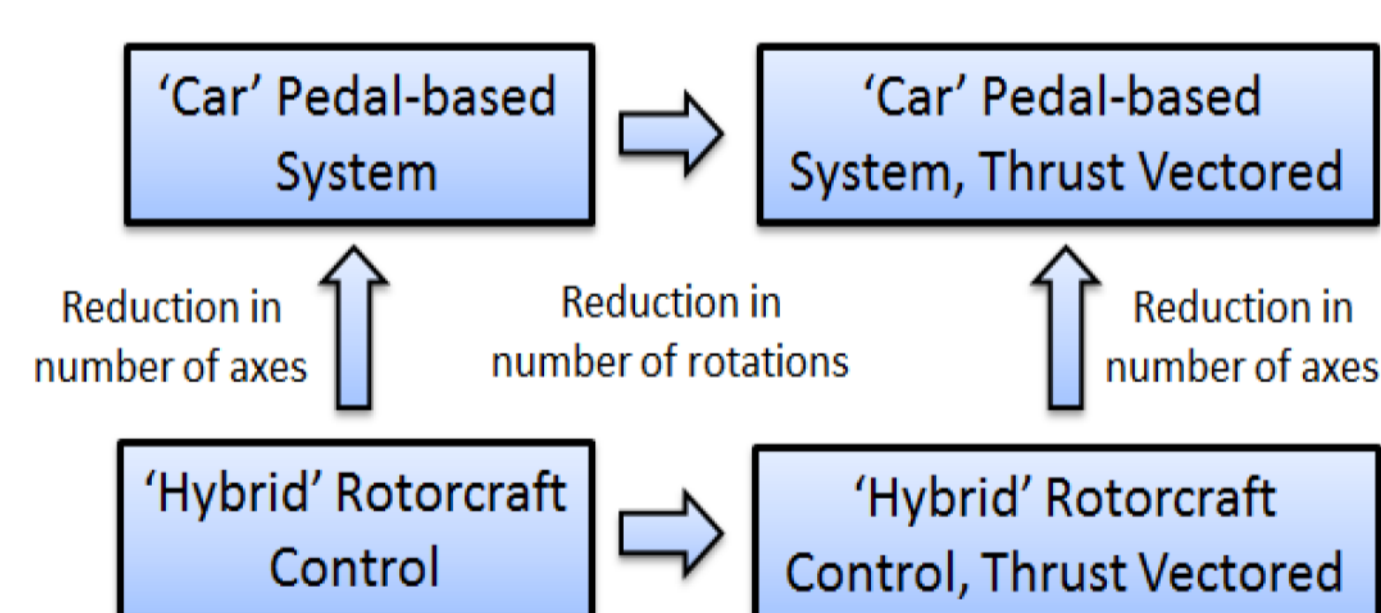 ‘Car’ Pedal-based
System
‘Car’ Pedal-based
System, Thrust Vectored
Reduction in
number of axes
Reduction in
number of rotations
Reduction in
number of axes
‘Hybrid’ Rotorcraft
Control
‘Hybrid’ Rotorcraft
Control, Thrust Vectored